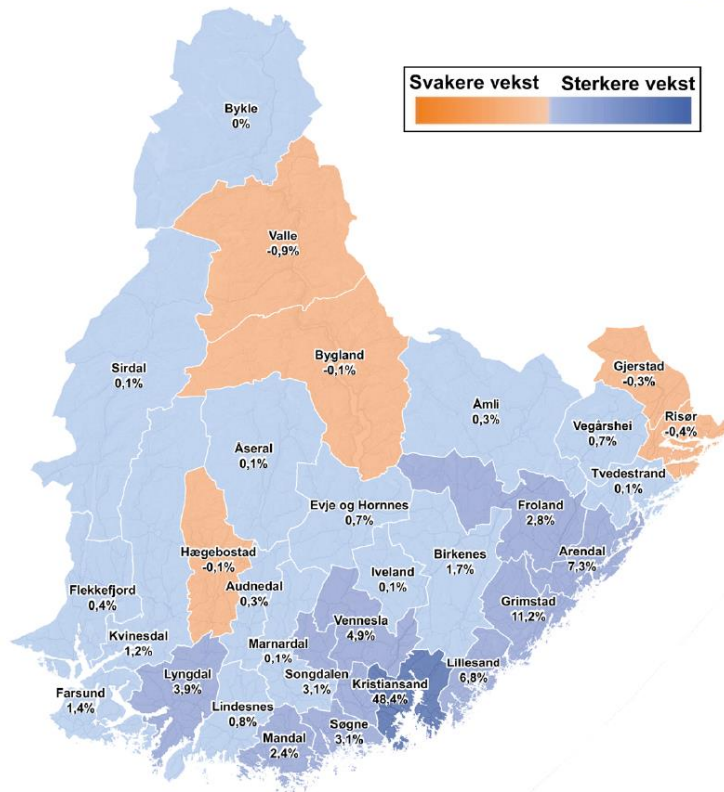 Svakere vekst Sterkere vekst
Bykle
0%
Valle
-0,9%
Bygland
-0,1%
Sirdal
0,1%
Gjerstad
-0,3%
Risør
-0,4%
Åmli
0,3%
Vegårshei
0,7%
Tvedestrand
0,1%
Åseral
0,1%
Evje og Hornnes
0,7%
Froland
2,8%
Arendal
7,3%
Hægebostad
-0,1%
Audnedal
0,3%
Iveland
0,1%
Birkenes
1,7%
Grimstad
11,2%
Flekkefjord
0,4%
Kvinesdal
1,2%
Marnardal
0,1%
Vennesla
4,9%
Lillesand
6,8%
Farsund
1,4%
Lyngdal
3,9%
Lindesnes
0,8%
Songdalen
3,1%
Kristiansand
48,4%
Mandal
2,4%
Søgne
3,1%